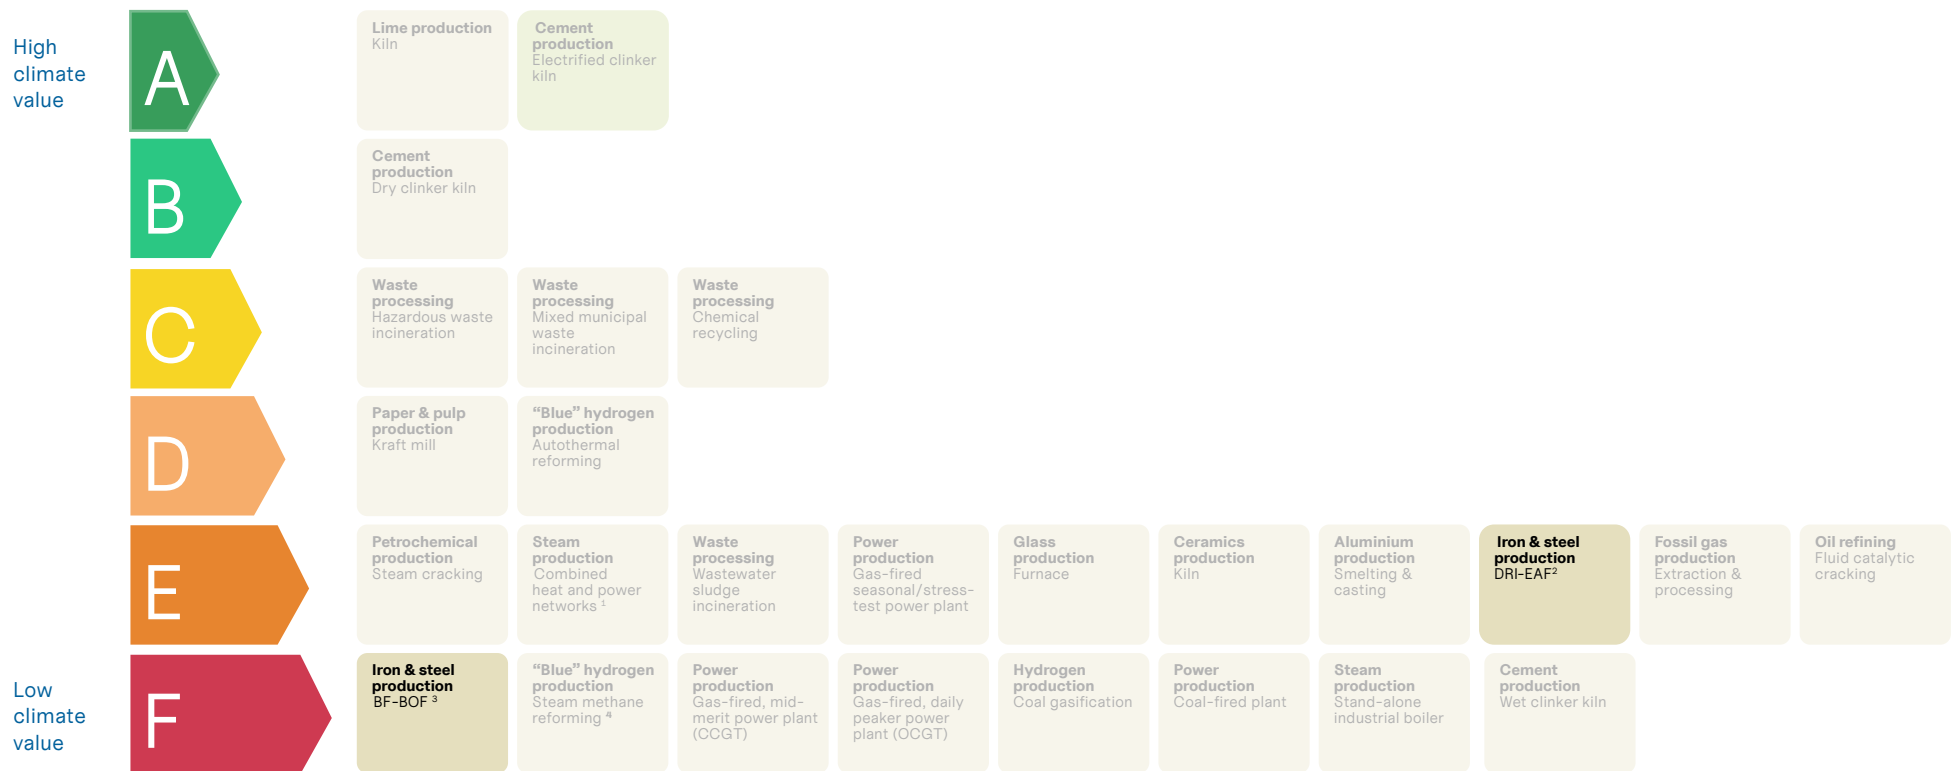 High
climate
value
A
Lime production
Kiln
Cement
production
Electrified clinker
kiln
B
Cement
production
Dry clinker kiln
C
Waste
processing
Hazardous waste
incineration
Waste
processing
Mixed municipal
waste
incineration
Waste
processing
Chemical
recycling
D
Paper & pulp
production
Kraft mill
“Blue” hydrogen
production
Autothermal
reforming
E
Petrochemical
production
Steam cracking
Steam
production
Combined
heat and power
networks ¹
Waste
processing
Wastewater
sludge
incineration
Power
production
Gas-fired
seasonal/stress-
test power plant
Glass
production
Furnace
Ceramics
production
Kiln
Aluminium
production
Smelting &
casting
Iron & steel
production
DRI-EAF²
Fossil gas
production
Extraction &
processing
Oil refining
Fluid catalytic
cracking
Low
climate
value
F
Iron & steel
production
BF-BOF ³
“Blue” hydrogen
production
Steam methane
reforming ⁴
Power
production
Gas-fired, mid-
merit power plant
(CCGT)
Power
production
Gas-fired, daily
peaker power
plant (OCGT)
Hydrogen
production
Coal gasification
Power
production
Coal-fired plant
Steam
production
Stand-alone
industrial boiler
Cement
production
Wet clinker kiln